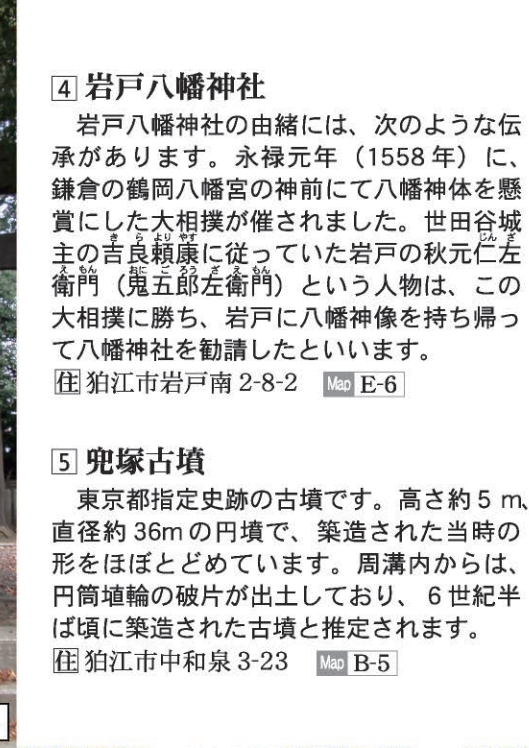 4 岩戸八幡神社
岩戸八幡神社の由緒には、次のような伝
承があります。永禄元年（1558 年）に、
鎌倉の鶴岡八幡宮の神前にて八幡神体を懸
賞にした大相撲が催されました。世田谷城
主の吉良頼康に従っていた岩戸の秋元仁左
衛門（鬼五郎左衛門）という人物は、この
大相撲に勝ち、岩戸に八幡神像を持ち帰っ
て八幡神社を勧請したといいます。
住 狛江市岩戸南 2-8-2 Map E-6
5 兜塚古墳
東京都指定史跡の古墳です。高さ約 5 m、
直径約 36mの円墳で、築造された当時の
形をほぼとどめています。周溝内からは、
円筒埴輪の破片が出土しており、6 世紀半
ば頃に築造された古墳と推定されます。
住 狛江市中和泉 3-23 Map B-5